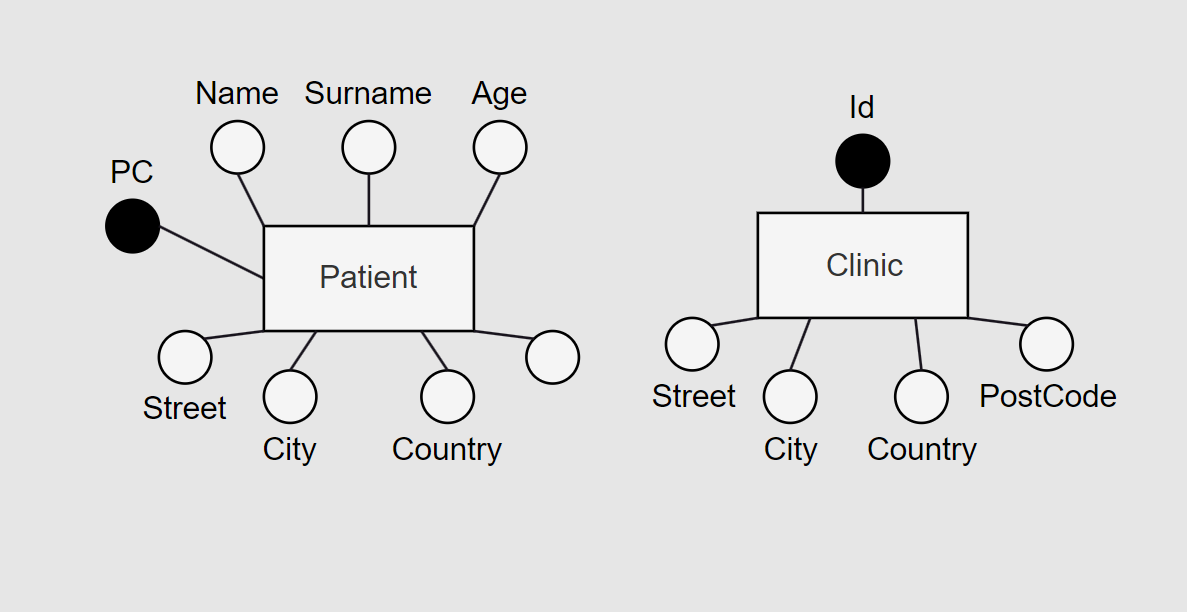 Name
Surname
Age
PC
Patient
Street
City
Country
Id
Clinic
Street
City
Country
PostCode